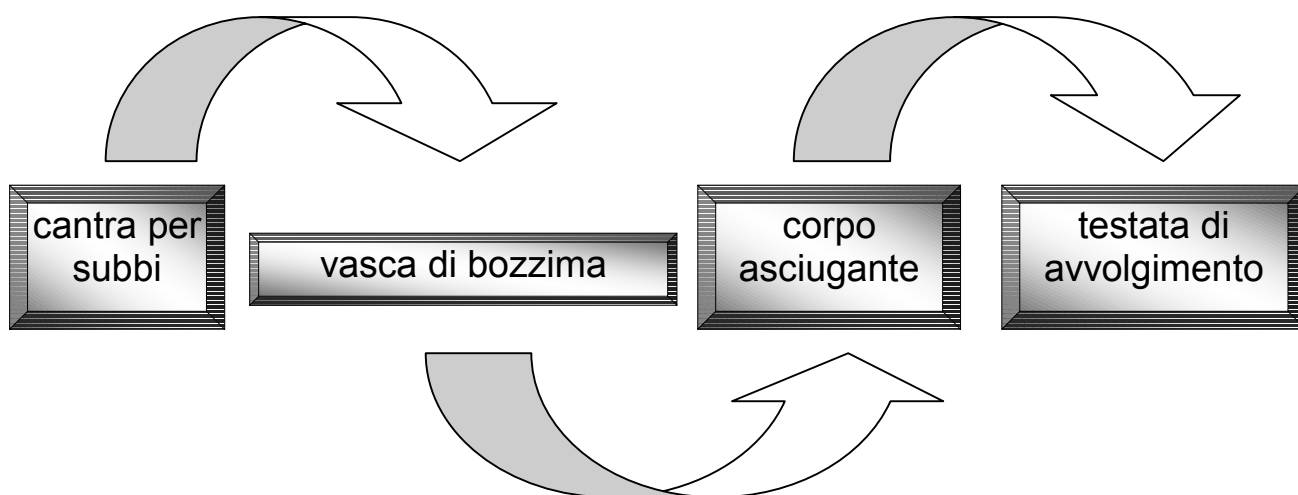 cantra per
subbi
vasca di bozzima
corpo
asciugante
testata di
avvolgimento